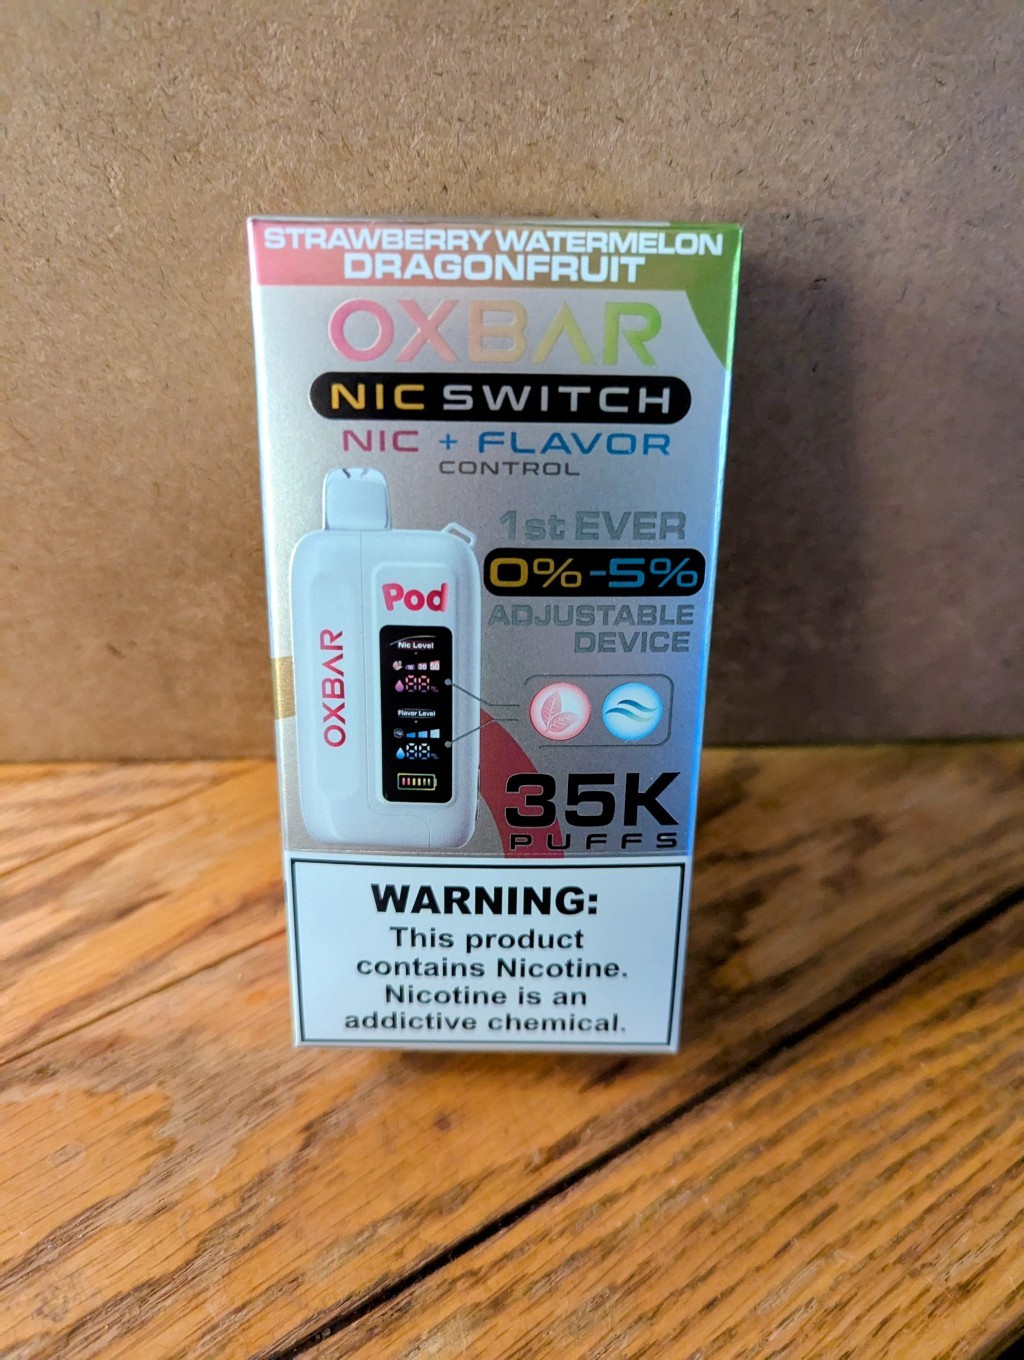 STRAWBERRY WATERMELON
DRAGONFRUIT
OXBAR
NIC SWITCH
NIC + FLAVOR
CONTROL
1st EVER
0%-5%
ADJUSTABLE
DEVICE
Pod
OXBAR
Nic Level
Flavor Level
35K
PUFFS
WARNING:
This product
contains Nicotine.
Nicotine is an
addictive chemical.